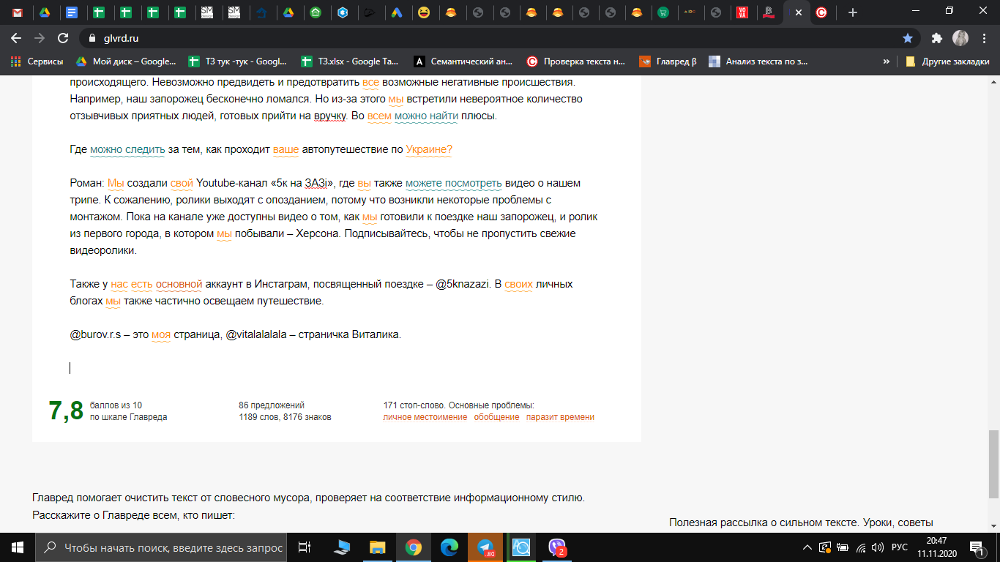 glvrd.ru
Сервисы
Мой диск – Google...
ТЗ тук -тук - Googl...
ТЗ.xlsx - Google Та...
Семантический ан...
Проверка текста н...
Главред β
Анализ текста по з...
»
Другие закладки
происходящего. Невозможно предвидеть и предотвратить все возможные негативные происшествия.
Например, наш запорожец бесконечно ломался. Но из-за этого мы встретили невероятное количество
отзывчивых приятных людей, готовых прийти на вручку. Во всем можно найти плюсы.
Где можно следить за тем, как проходит ваше автопутешествие по Украине?
Роман: Мы создали свой Youtube-канал «5к на ЗАЗі», где вы также можете посмотреть видео о нашем
трипе. К сожалению, ролики выходят с опозданием, потому что возникли некоторые проблемы с
монтажом. Пока на канале уже доступны видео о том, как мы готовили к поездке наш запорожец, и ролик
из первого города, в котором мы побывали – Херсона. Подписывайтесь, чтобы не пропустить свежие
видеоролики.
Также у нас есть основной аккаунт в Инстаграм, посвященный поездке – @5knazazi. В своих личных
блогах мы также частично освещаем путешествие.
@burov.r.s – это моя страница, @vitalalalala – страничка Виталика.
7,8
баллов из 10
по шкале Главреда
86 предложений
1189 слов, 8176 знаков
171 стоп-слово. Основные проблемы:
личное местоимение обобщение паразит времени
Главред помогает очистить текст от словесного мусора, проверяет на соответствие информационному стилю.
Расскажите о Главреде всем, кто пишет:
Полезная рассылка о сильном тексте. Уроки, советы
Чтобы начать поиск, введите здесь запрос
.80
2
РУС
20:47
11.11.2020
1